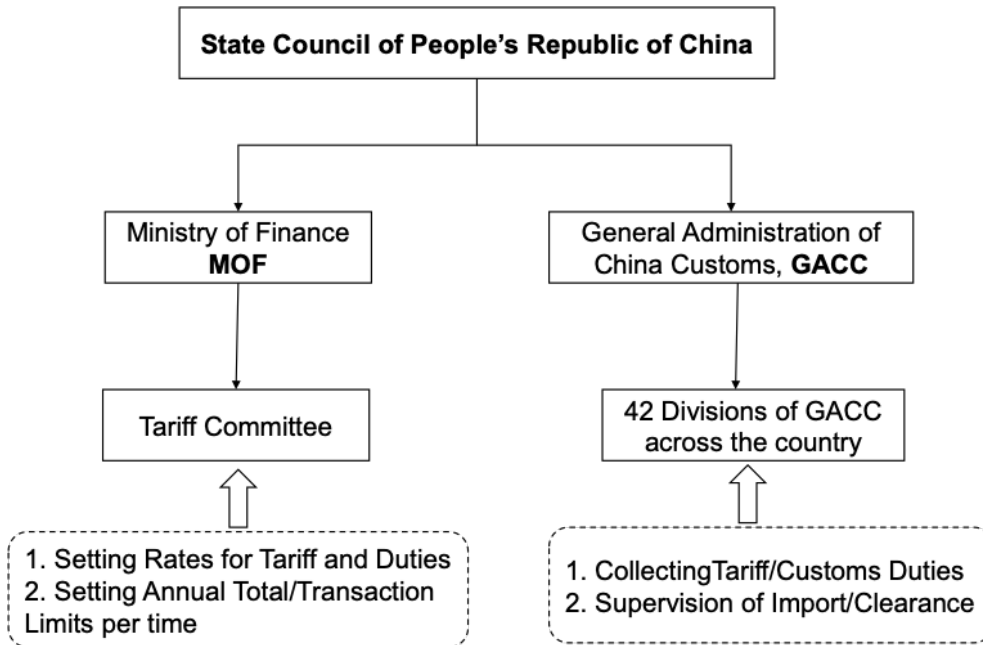 State Council of People's Republic of China
Ministry of Finance
MOF
General Administration of
China Customs, GACC
Tariff Committee
42 Divisions of GACC
across the country
1. Setting Rates for Tariff and Duties
2. Setting Annual Total/Transaction
Limits per time
1. CollectingTariff/Customs Duties
2. Supervision of Import/Clearance